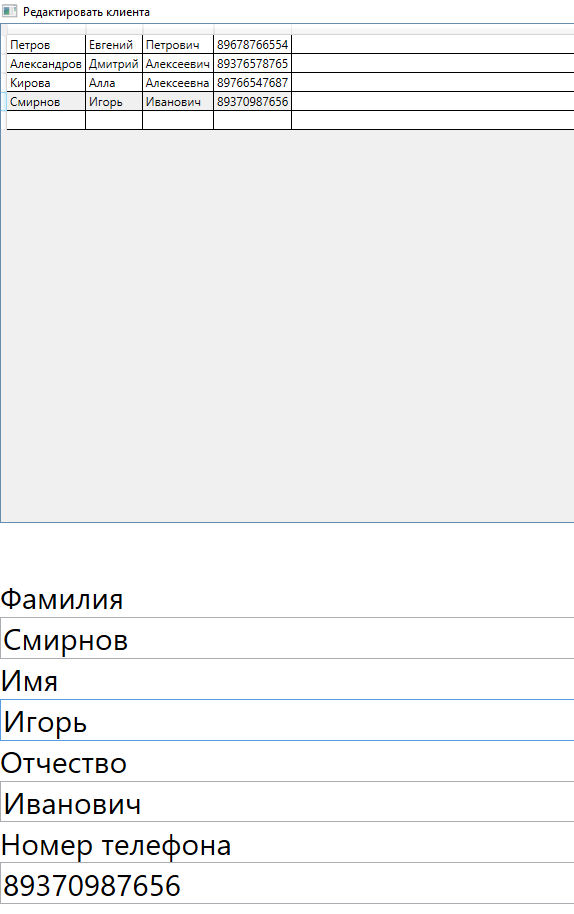 Редактировать клиента
Петров Евгений Петрович 89678766554
Александров Дмитрий Алексеевич 89376578765
Кирова Алла Алексеевна 89766547687
Смирнов Игорь Иванович 89370987656
Фамилия
Смирнов
Имя
Игорь
Отчество
Иванович
Номер телефона
89370987656